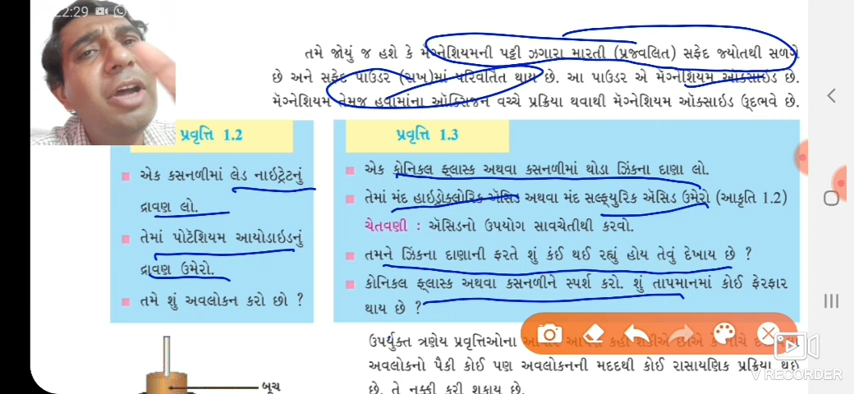 22:29
તમે જોયું જ હશે કે મૅગ્નેશિયમની પટ્ટી ઝગારા મારતી (પ્રજ્વલિત) સફેદ જ્યોતથી સળગે
છે અને સફેદ પાઉડર (રાખ)માં પરિવર્તિત થાય છે. આ પાઉડર એ મૅગ્નેશિયમ ઑક્સાઇડ છે.
મૅગ્નેશિયમ તેમજ હવામાંના ઑક્સિજન વચ્ચે પ્રક્રિયા થવાથી મૅગ્નેશિયમ ઑક્સાઇડ ઉદ્ભવે છે.
પ્રવૃત્તિ 1.2
એક કસનળીમાં લેડ નાઇટ્રેટનું
દ્રાવણ લો.
તેમાં પોટૅશિયમ આયોડાઇડનું
દ્રાવણ ઉમેરો.
તમે શું અવલોકન કરો છો ?
પ્રવૃત્તિ 1.3
એક કોનિકલ ફ્લાસ્ક અથવા કસનળીમાં થોડા ઝિંકના દાણા લો.
તેમાં મંદ હાઇડ્રોક્લોરિક ઍસિડ અથવા મંદ સલ્ફ્યુરિક ઍસિડ ઉમેરો (આકૃતિ 1.2)
ચેતવણી : ઍસિડનો ઉપયોગ સાવચેતીથી કરવો.
તમને ઝિંકના દાણાની ફરતે શું કંઈ થઈ રહ્યું હોય તેવું દેખાય છે ?
કોનિકલ ફ્લાસ્ક અથવા કસનળીને સ્પર્શ કરો. શું તાપમાનમાં કોઈ ફેરફાર
થાય છે ?
ઉપર્યુક્ત ત્રણેય પ્રવૃત્તિઓના
અવલોકનો પૈકી કોઈ પણ અવલોકનની મદદથી કોઈ રાસાયણિક પ્રક્રિયા થઈ
છે, તે નક્કી કરી શકાય છે.
બૂચ
RECORDER